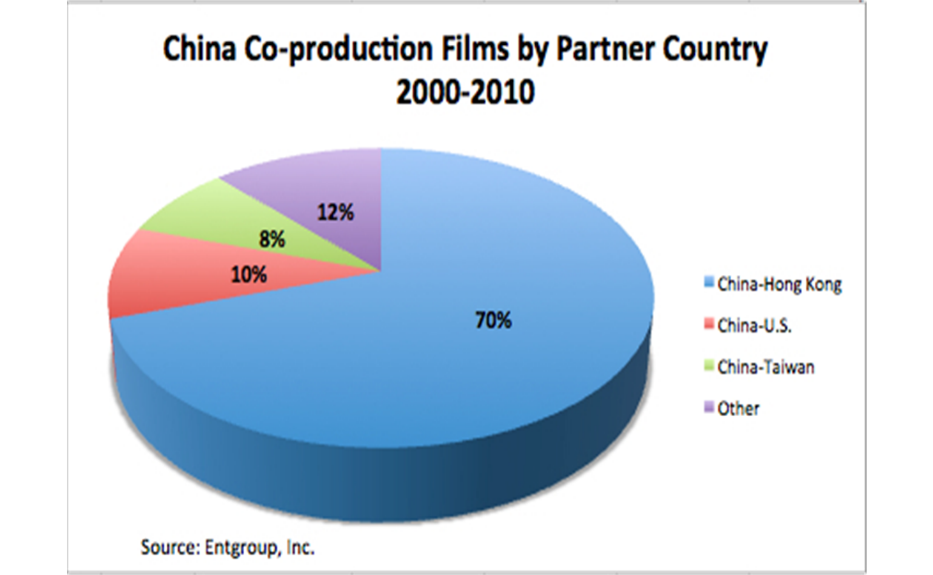 China Co-production Films by Partner Country
2000-2010
12%
8%
10%
70%
China-Hong Kong
China-U.S.
China-Taiwan
Other
Source: Entgroup, Inc.